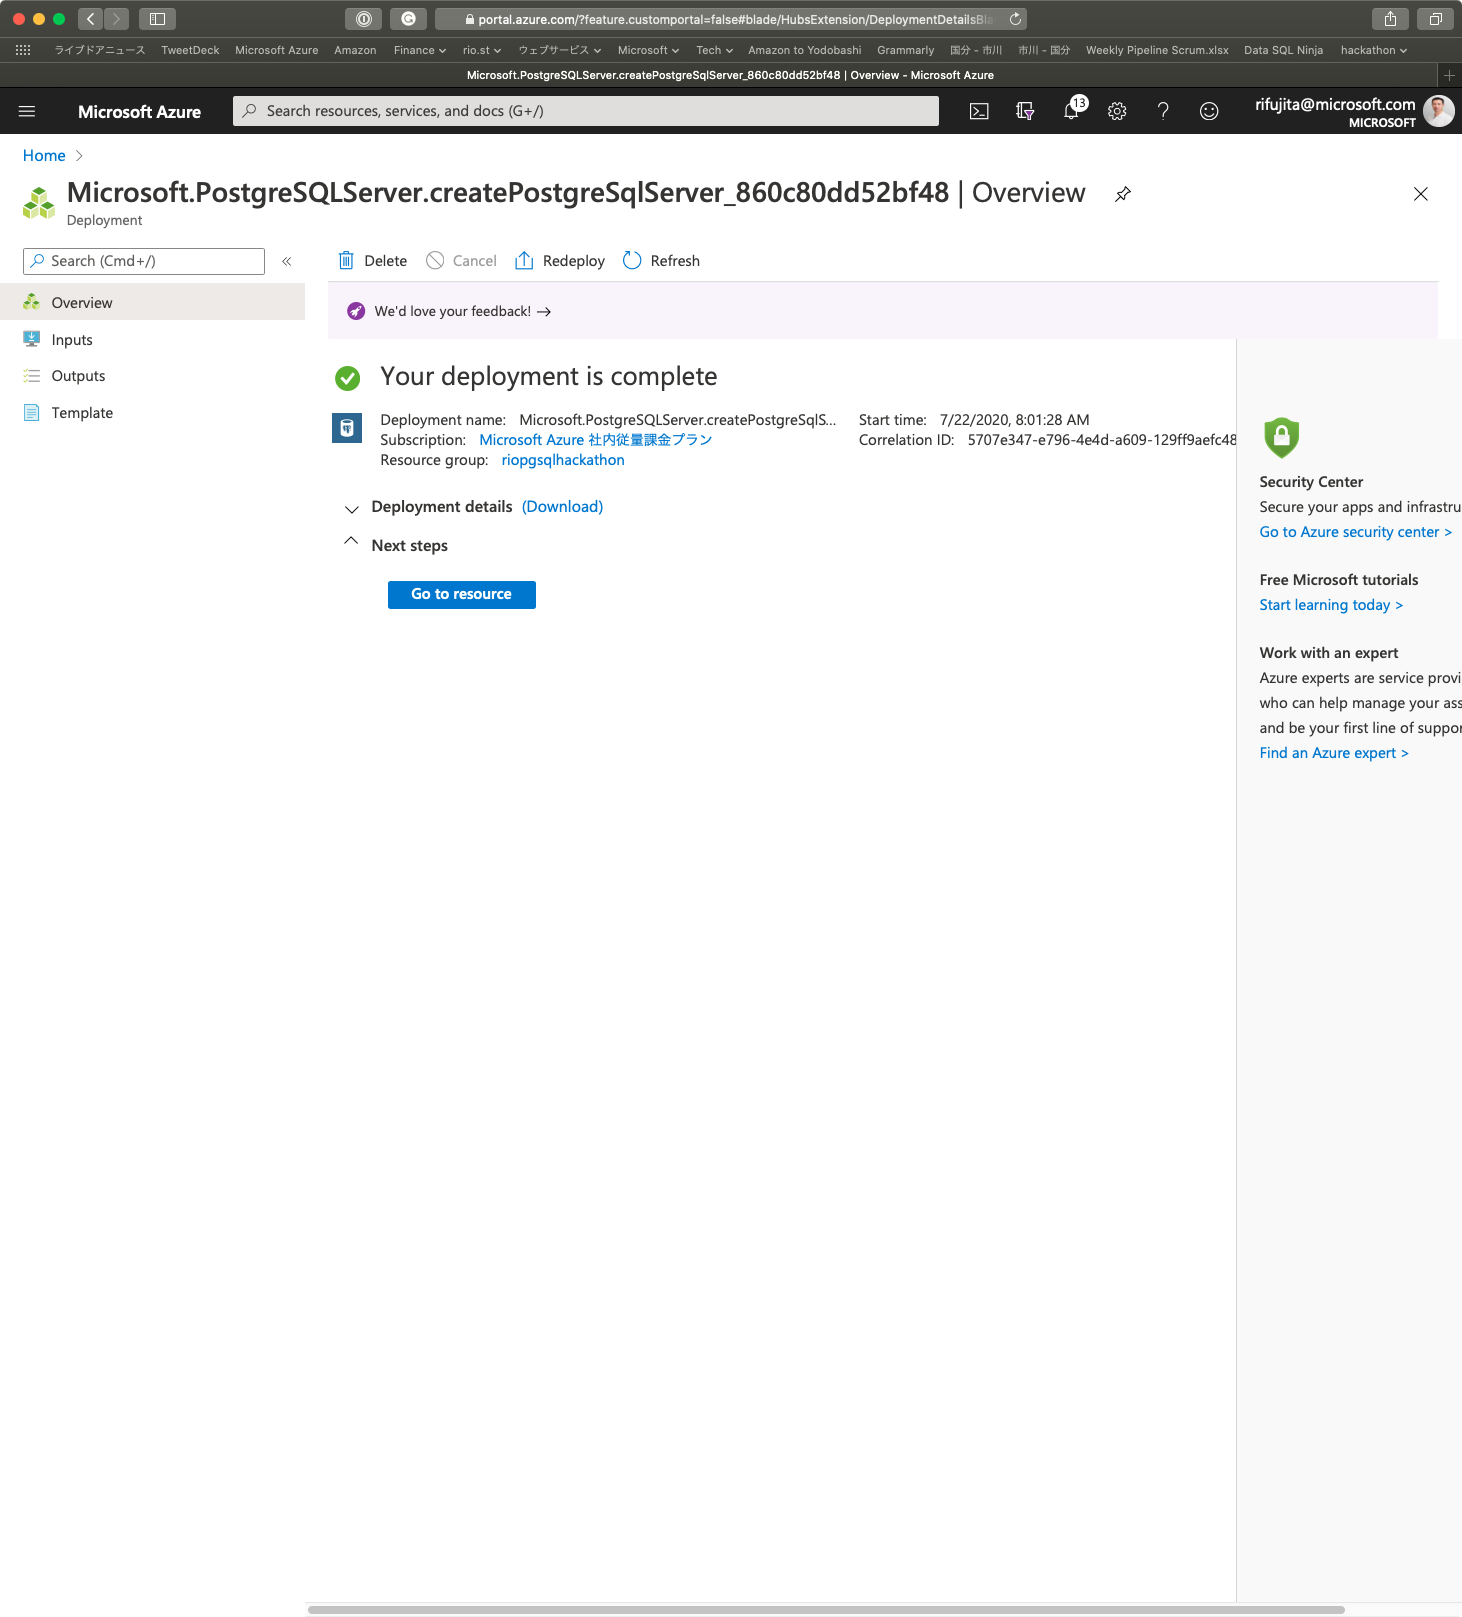 portal.azure.com/?feature.customportal=false#blade/HubsExtension/DeploymentDetailsBla
ライブドアニュース TweetDeck Microsoft Azure Amazon Finance rio.st ウェブサービス Microsoft Tech Amazon to Yodobashi Grammarly 国分 - 市川 市川 - 国分 Weekly Pipeline Scrum.xlsx Data SQL Ninja hackathon
Microsoft.PostgreSQLServer.createPostgreSqlServer_860c80dd52bf48 | Overview - Microsoft Azure
Microsoft Azure
Search resources, services, and docs (G+/)
13
rifujita@microsoft.com
MICROSOFT
Home
Microsoft.PostgreSQLServer.createPostgreSqlServer_860c80dd52bf48 | Overview
Deployment
Search (Cmd+/)
Overview
Inputs
Outputs
Template
Delete Cancel Redeploy Refresh
We'd love your feedback! →
Your deployment is complete
Deployment name: Microsoft.PostgreSQLServer.createPostgreSqlS...
Subscription: Microsoft Azure 社内従量課金プラン
Resource group: riopgsqlhackathon
Start time: 7/22/2020, 8:01:28 AM
Correlation ID: 5707e347-e796-4e4d-a609-129ff9aefc48
Deployment details (Download)
Next steps
Go to resource
Security Center
Secure your apps and infrastru
Go to Azure security center >
Free Microsoft tutorials
Start learning today >
Work with an expert
Azure experts are service provi
who can help manage your ass
and be your first line of suppor
Find an Azure expert >